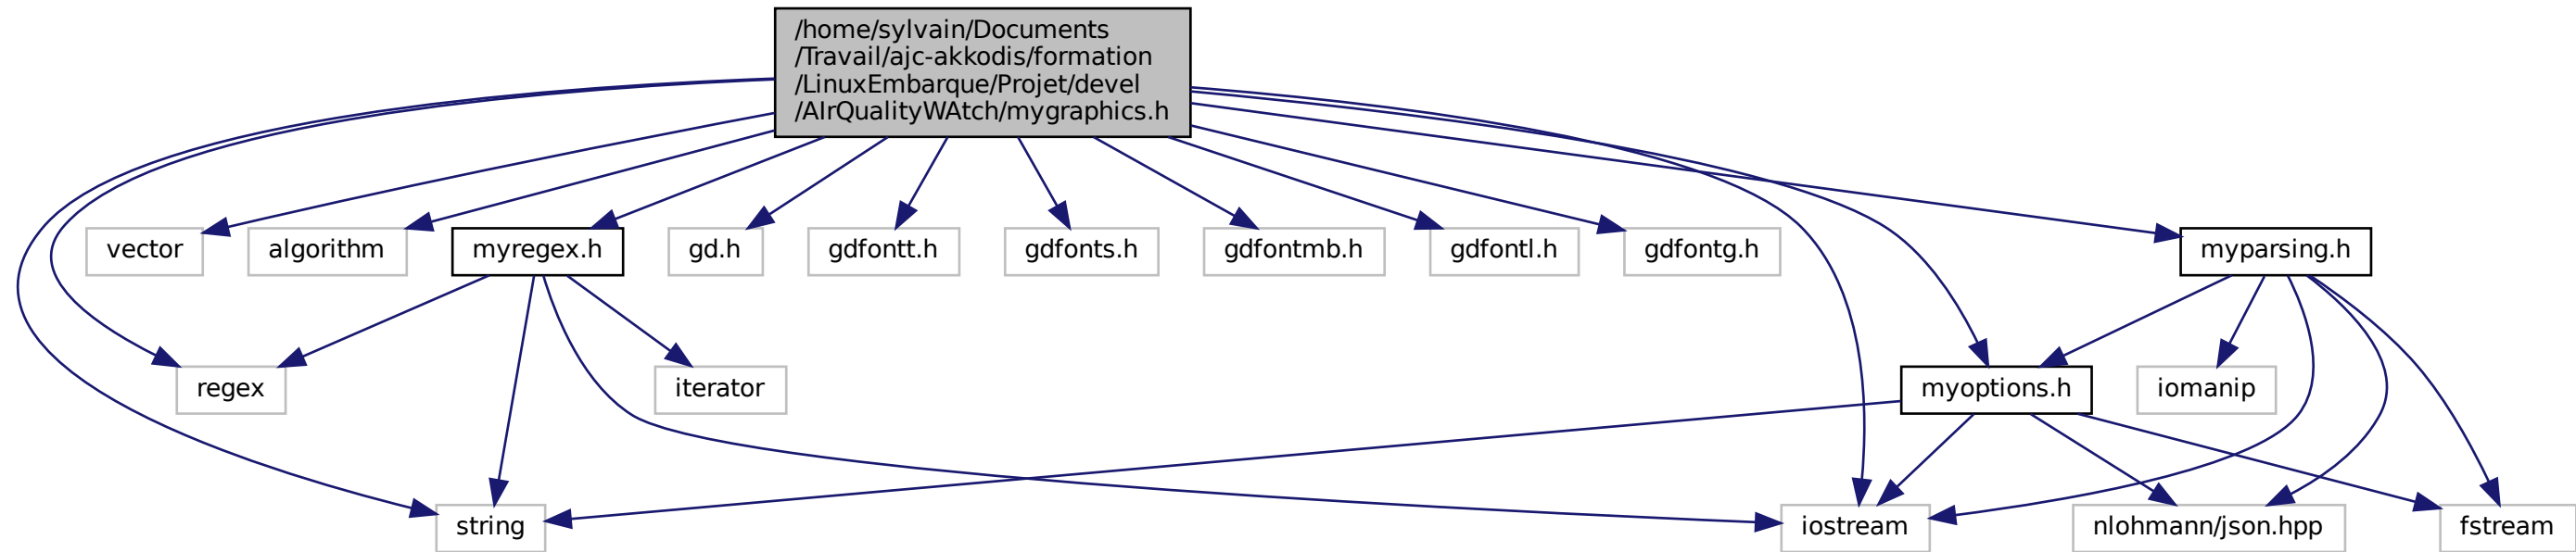 /home/sylvain/Documents
/Travail/ajc-akkodis/formation
/LinuxEmbarque/Projet/devel
/AIrQualityWAtch/mygraphics.h
vector
algorithm
myregex.h
gd.h
gdfontt.h
gdfonts.h
gdfontmb.h
gdfontl.h
gdfontg.h
myparsing.h
regex
iterator
myoptions.h
iomanip
string
iostream
nlohmann/json.hpp
fstream